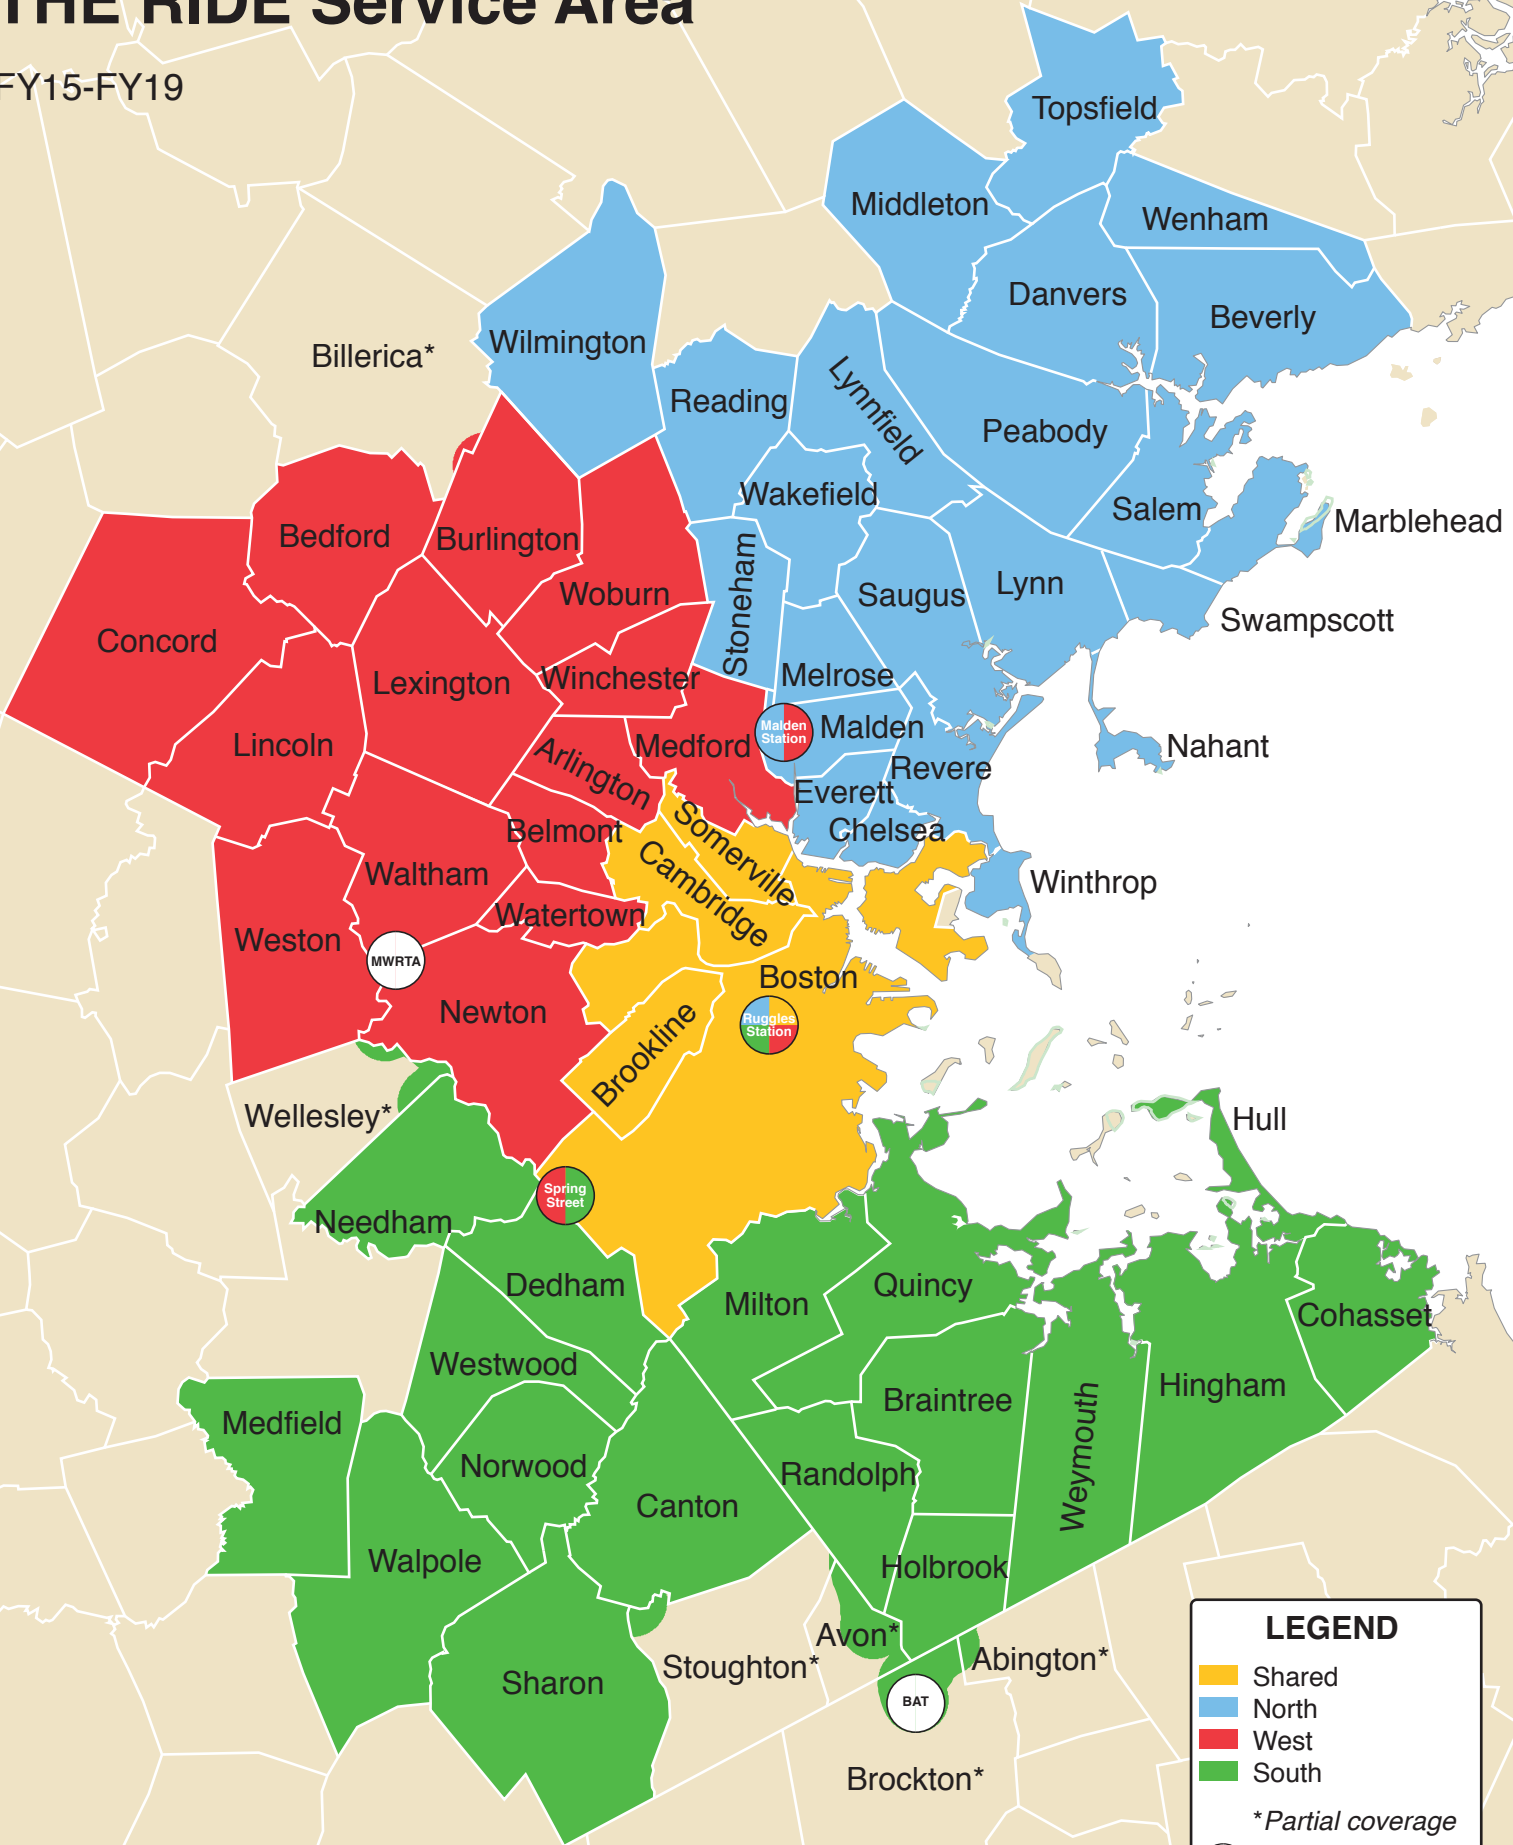 THE RIDE Service Area
FY15-FY19
Topsfield
Middleton
Wenham
Danvers
Beverly
Wilmington
Billerica*
Reading
Lynnfield
Peabody
Wakefield
Salem
Marblehead
Bedford
Burlington
Woburn
Stoneham
Saugus
Lynn
Swampscott
Concord
Lexington
Winchester
Melrose
Lincoln
Arlington
Medford
Malden
Station
Malden
Nahant
Revere
Everett
Chelsea
Belmont
Somerville
Waltham
Cambridge
Winthrop
Watertown
Weston
MWRTA
Boston
Newton
Ruggles
Station
Brookline
Wellesley*
Hull
Spring
Street
Needham
Dedham
Milton
Quincy
Cohasset
Westwood
Hingham
Braintree
Medfield
Weymouth
Norwood
Randolph
Canton
Walpole
Holbrook
Avon*
Stoughton*
Abington*
Sharon
BAT
Brockton*
LEGEND
Shared
North
West
South
*Partial coverage